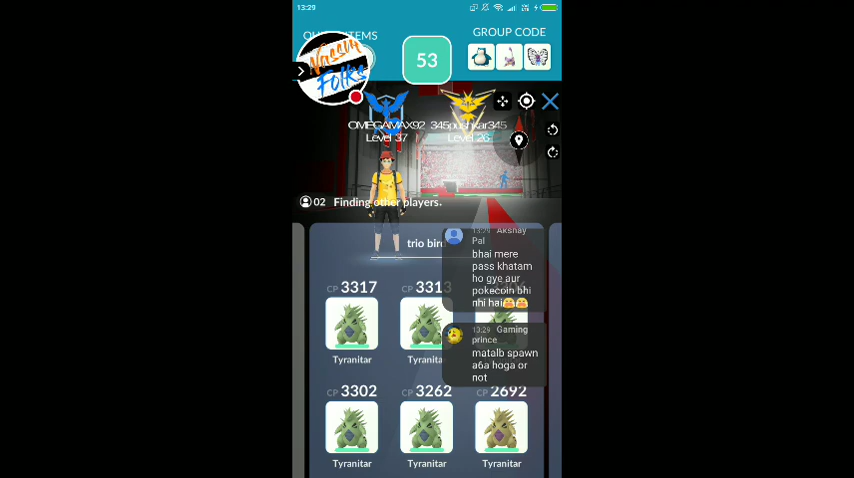 13:29
ITEMS
GROUP CODE
Nassur
Folks
53
OMEGAMAX92
345pushkar345
Level 37
Level 26
02 Finding other players.
trio bir
13:29 Akshay
Pal
bhai mere
pass khatam
ho gye aur
pokecoin bhi
nhi hai
CP 3317
CP 3313
Tyranitar
Tyranitar
13:29 Gaming
prince
matalb spawn
a6a hoga or
not
CP 3302
CP 3262
CP 2692
Tyranitar
Tyranitar
Tyranitar